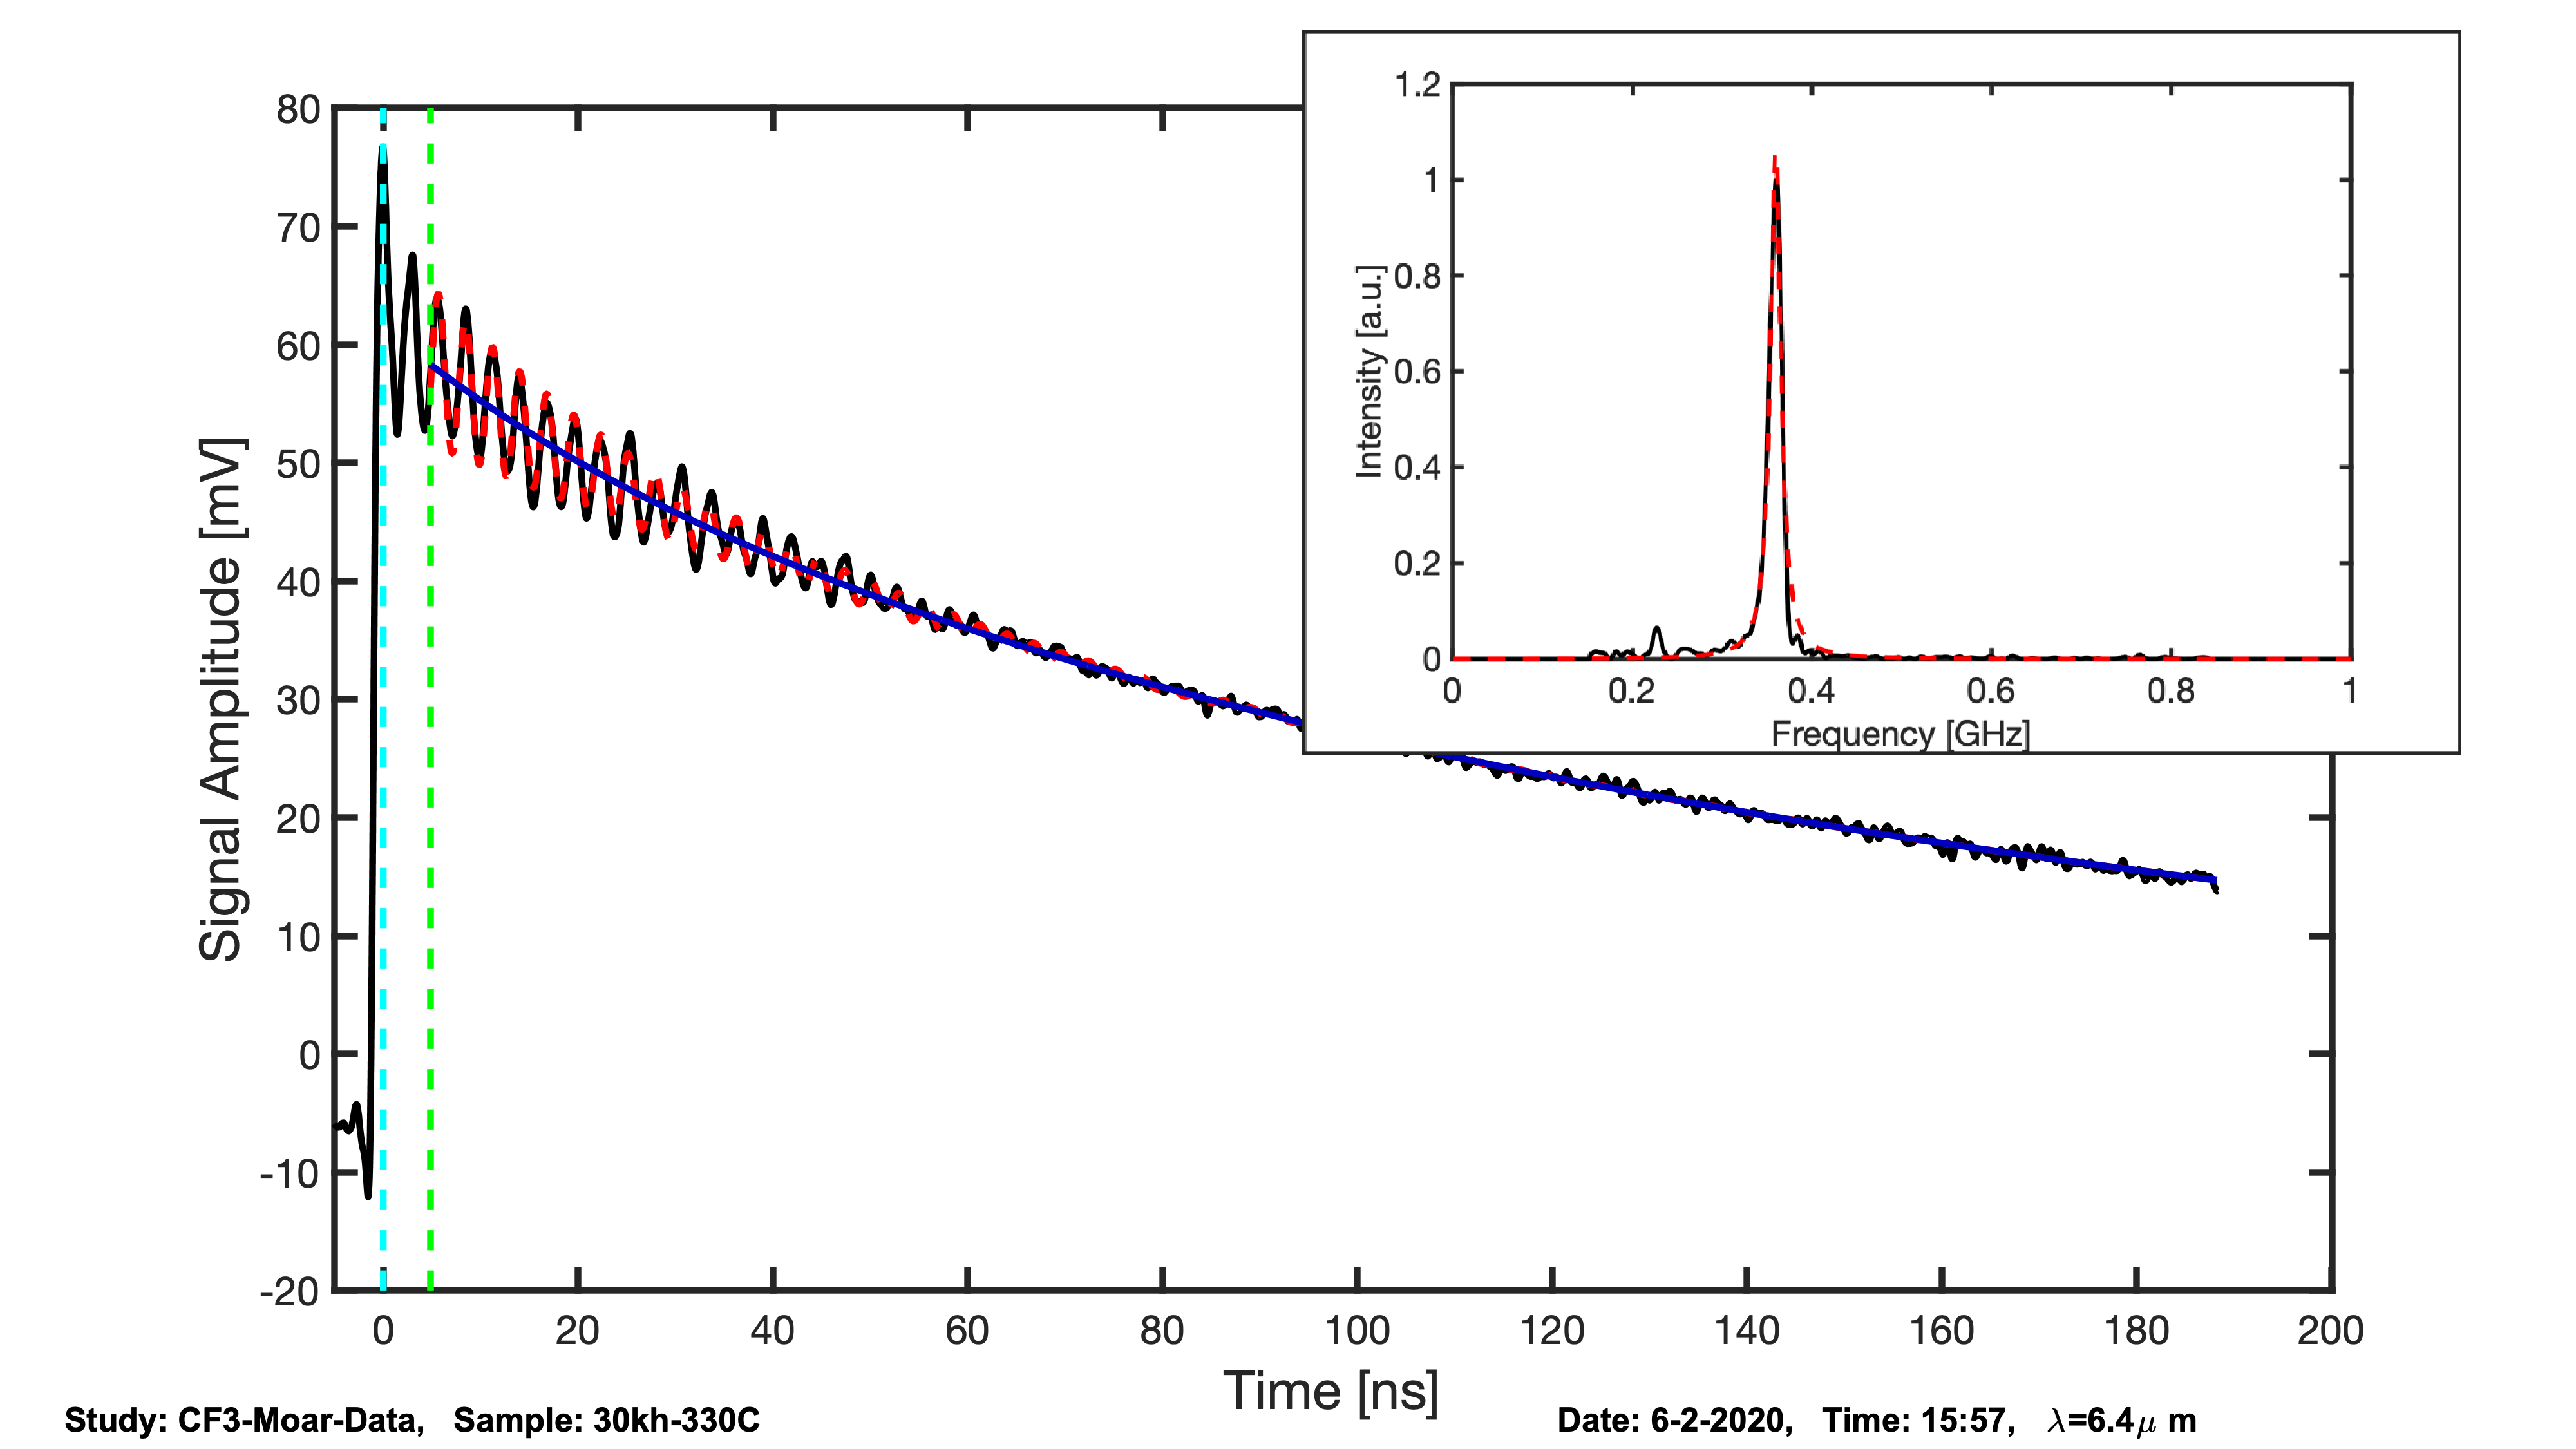 80
70
60
50
40
30
20
10
0
-10
-20
Signal Amplitude [mV]
0 20 40 60 80 100 120 140 160 180 200
Time [ns]
1.2
1
0.8
0.6
0.4
0.2
0
Intensity [a.u.]
0 0.2 0.4 0.6 0.8 1
Frequency [GHz]
Study: CF3-Moar-Data, Sample: 30kh-330C
Date: 6-2-2020, Time: 15:57, λ=6.4μ m